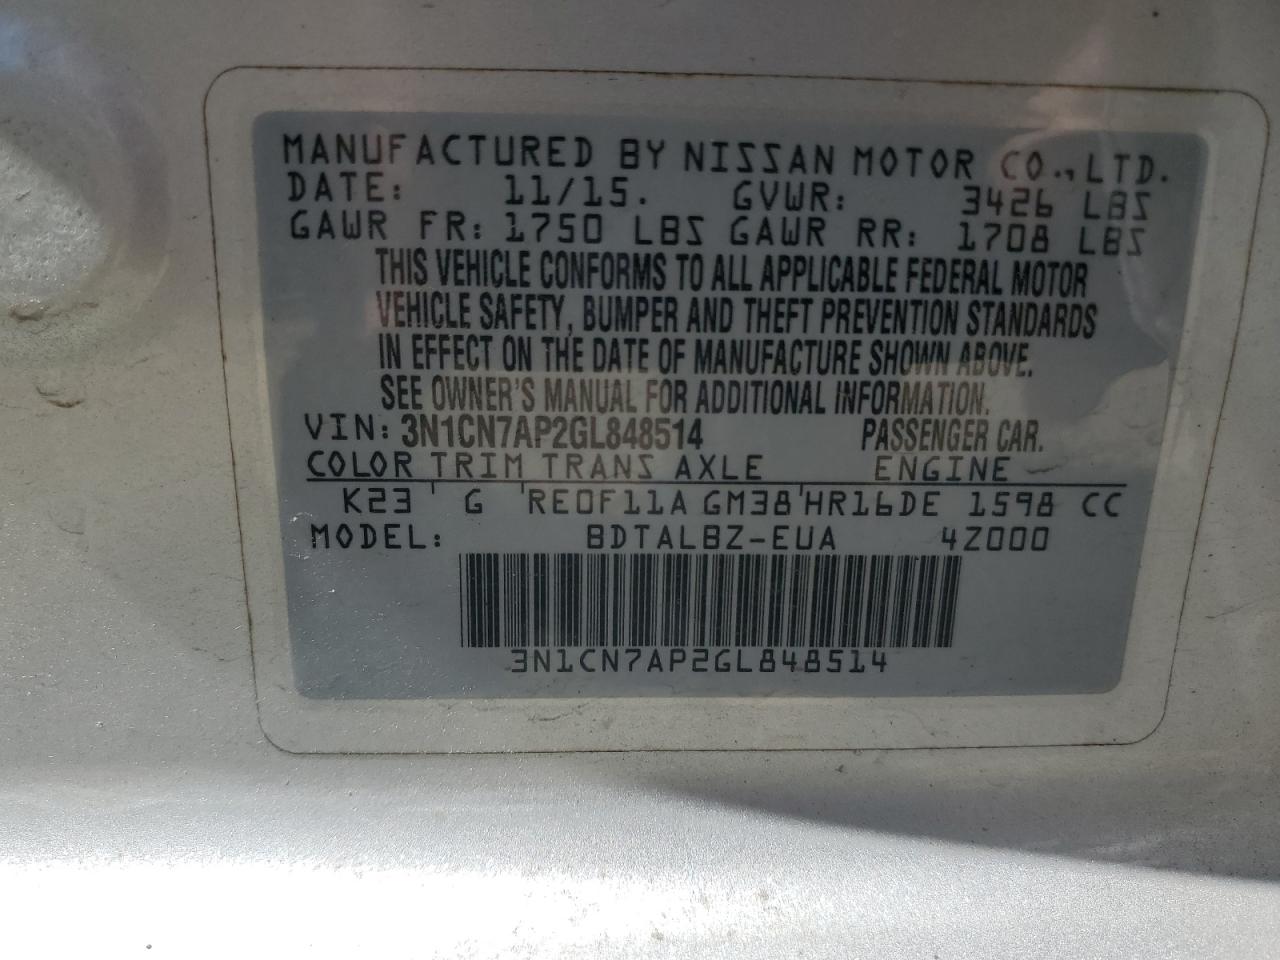 MANUFACTURED BY NISSAN MOTOR CO., LTD.
DATE: 11/15. GVWR: 3426 LBS
GAWR FR: 1750 LBS GAWR RR: 1708 LBS
THIS VEHICLE CONFORMS TO ALL APPLICABLE FEDERAL MOTOR
VEHICLE SAFETY, BUMPER AND THEFT PREVENTION STANDARDS
IN EFFECT ON THE DATE OF MANUFACTURE SHOWN ABOVE.
SEE OWNER'S MANUAL FOR ADDITIONAL INFORMATION.
VIN: 3N1CN7AP2GL848514 PASSENGER CAR.
COLOR TRIM TRANS AXLE ENGINE
K23 G RE0F11A GM38 HR16DE 1598 CC
MODEL: BDTALBZ-EUA 4Z000
3N1CN7AP2GL848514